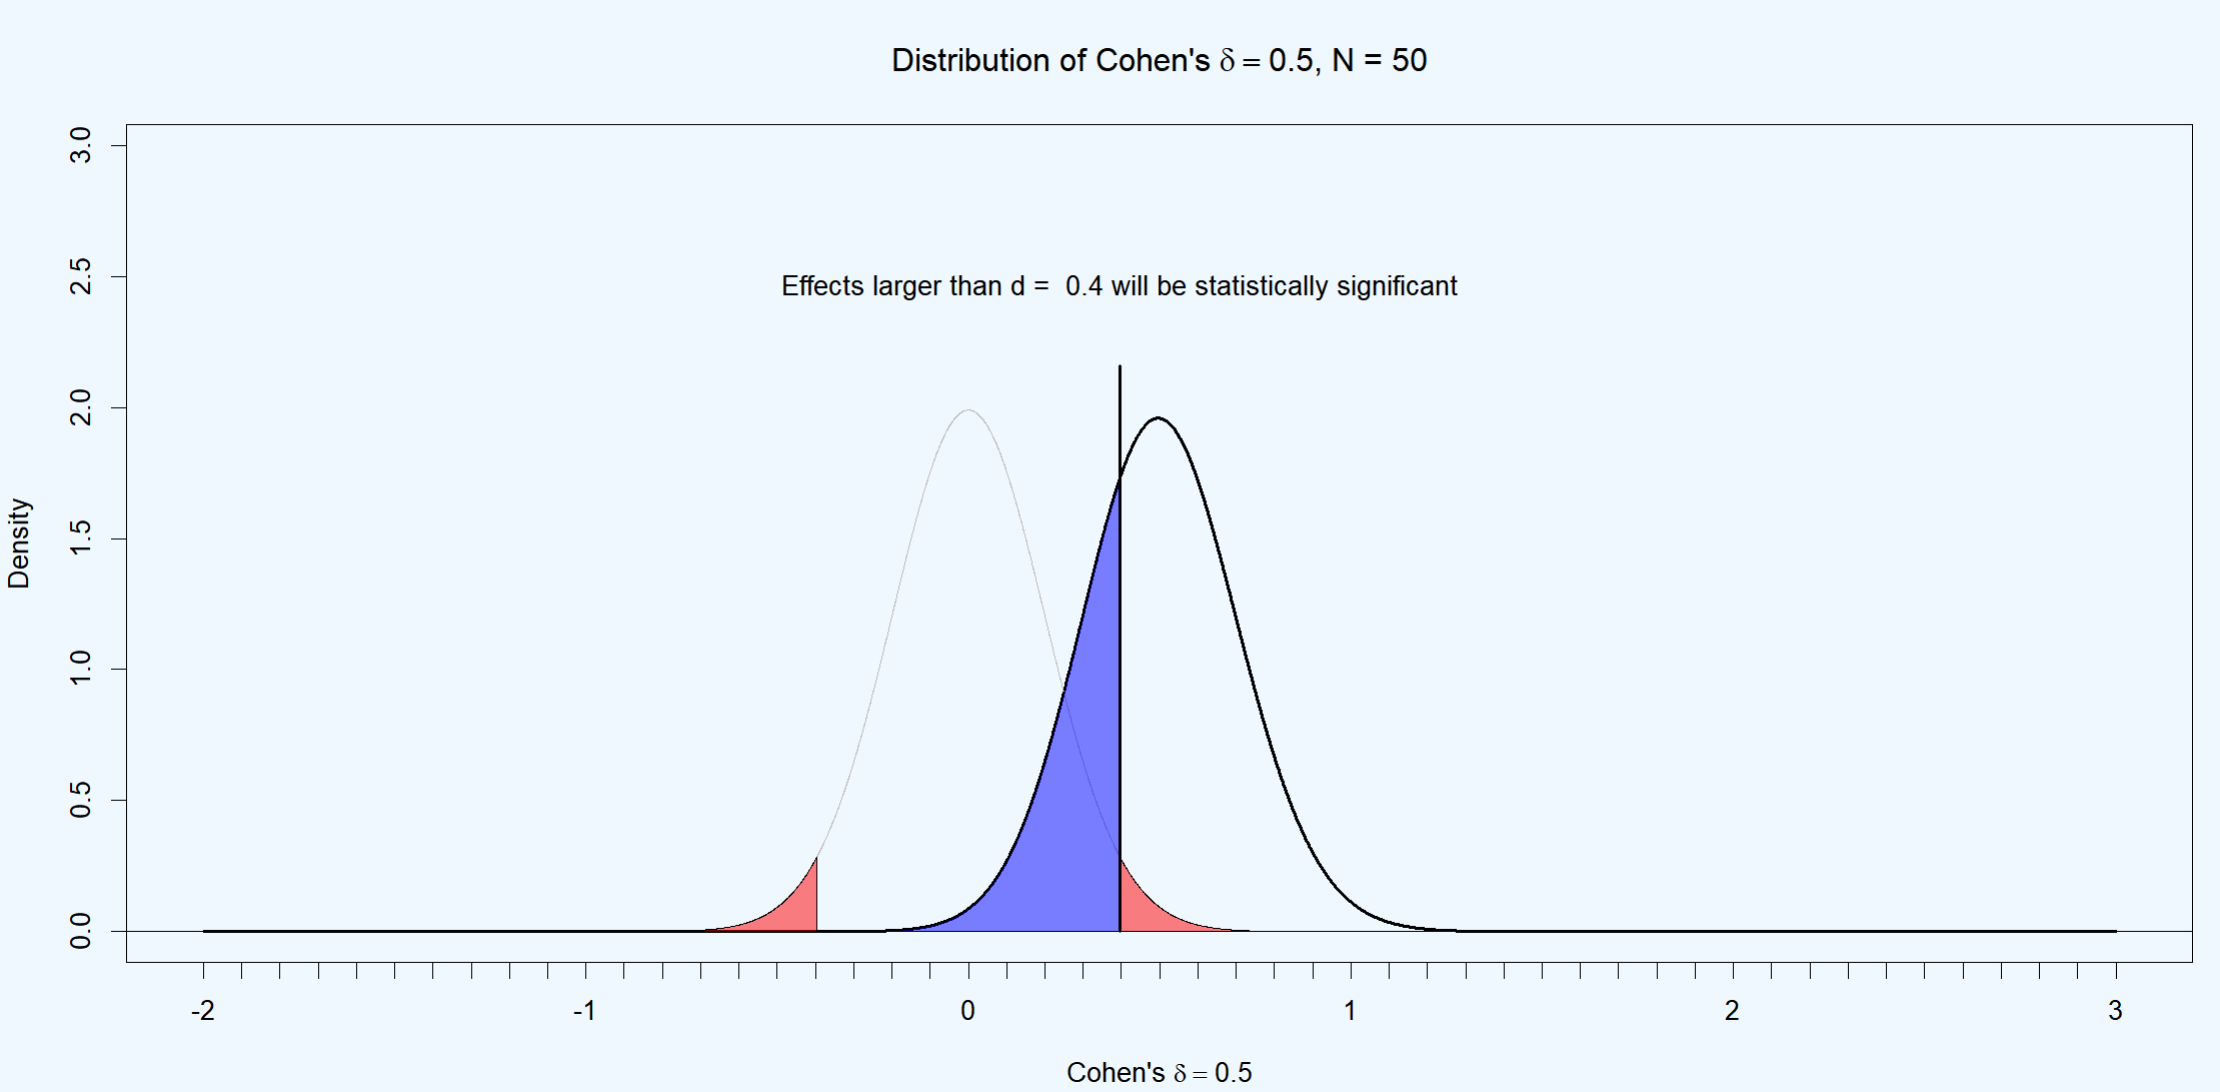 Distribution of Cohen's δ = 0.5, N = 50
3.0
2.5
Effects larger than d =  0.4 will be statistically significant
2.0
1.5
Density
1.0
0.5
0.0
-2 -1 0 1 2 3
Cohen's δ = 0.5